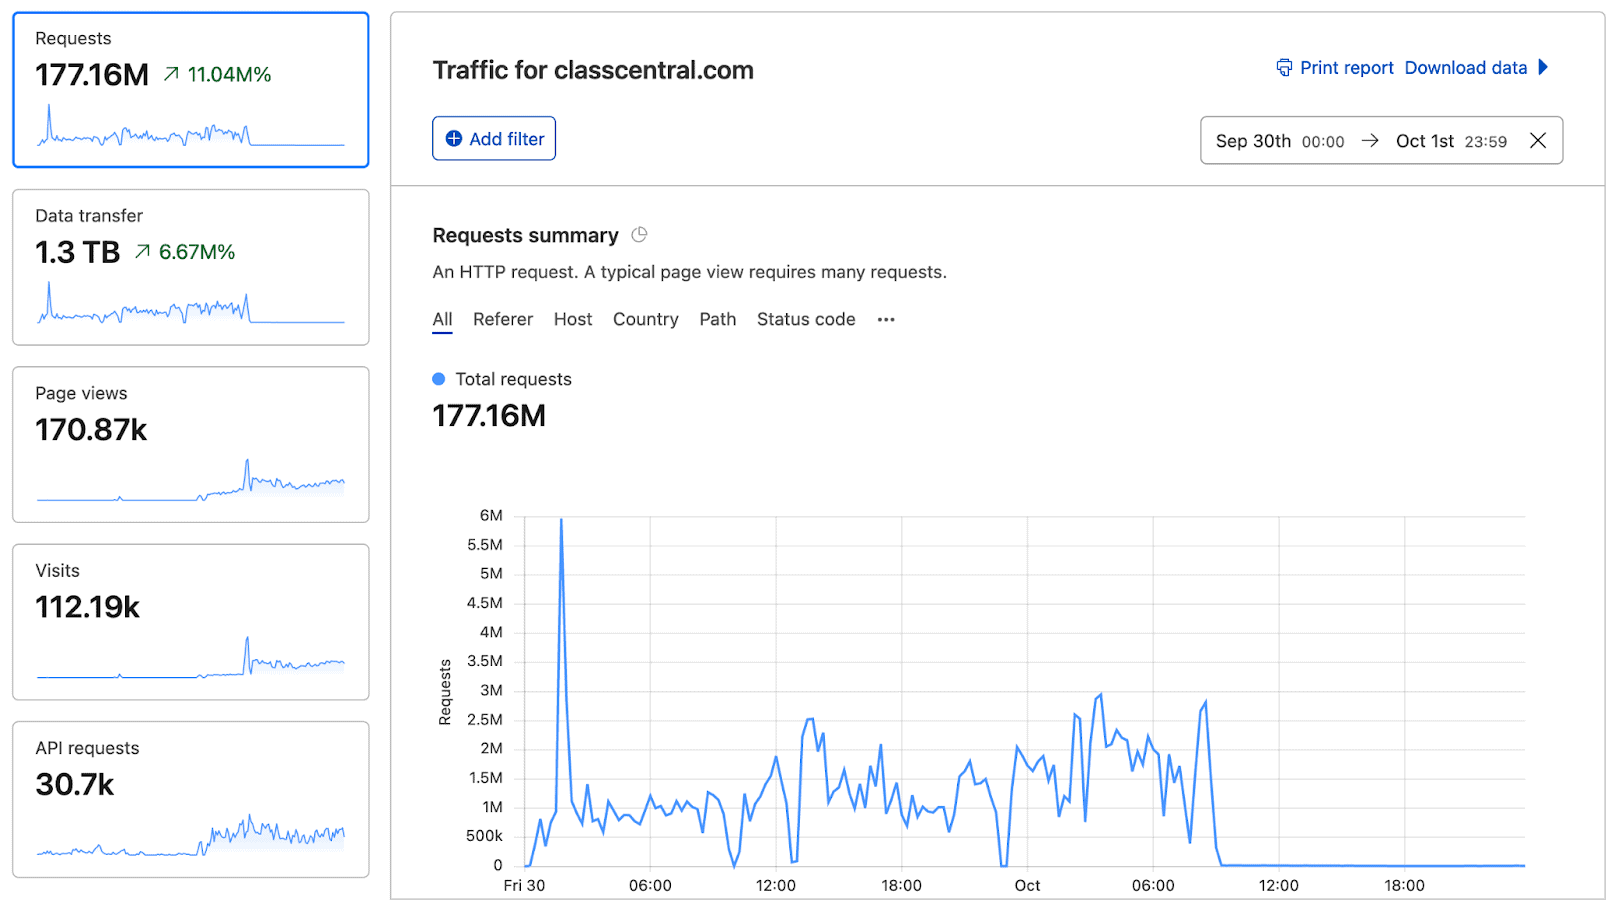 Requests
177.16M ↗ 11.04M%
Data transfer
1.3 TB ↗ 6.67M%
Page views
170.87k
Visits
112.19k
API requests
30.7k
Traffic for classcentral.com
Print report Download data
Add filter
Sep 30th 00:00 → Oct 1st 23:59
Requests summary
An HTTP request. A typical page view requires many requests.
All Referer Host Country Path Status code ...
Total requests
177.16M
Requests
6M
5.5M
5M
4.5M
4M
3.5M
3M
2.5M
2M
1.5M
1M
500k
0
Fri 30 06:00 12:00 18:00 Oct 06:00 12:00 18:00